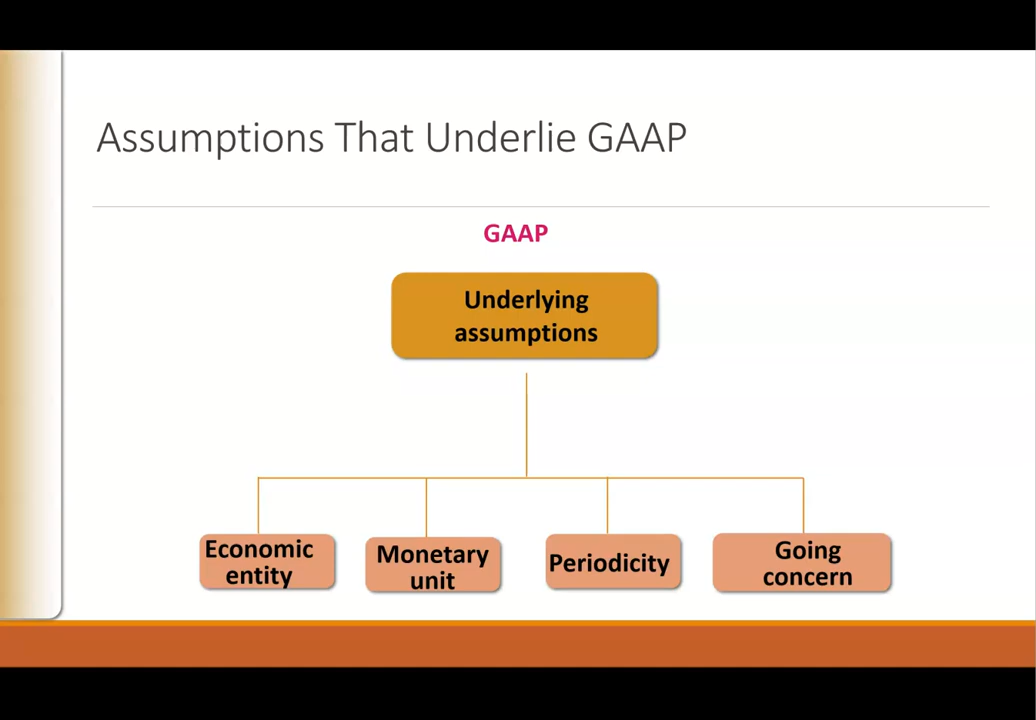 Assumptions That Underlie GAAP
GAAP
Underlying
assumptions
Economic
entity
Monetary
unit
Periodicity
Going
concern